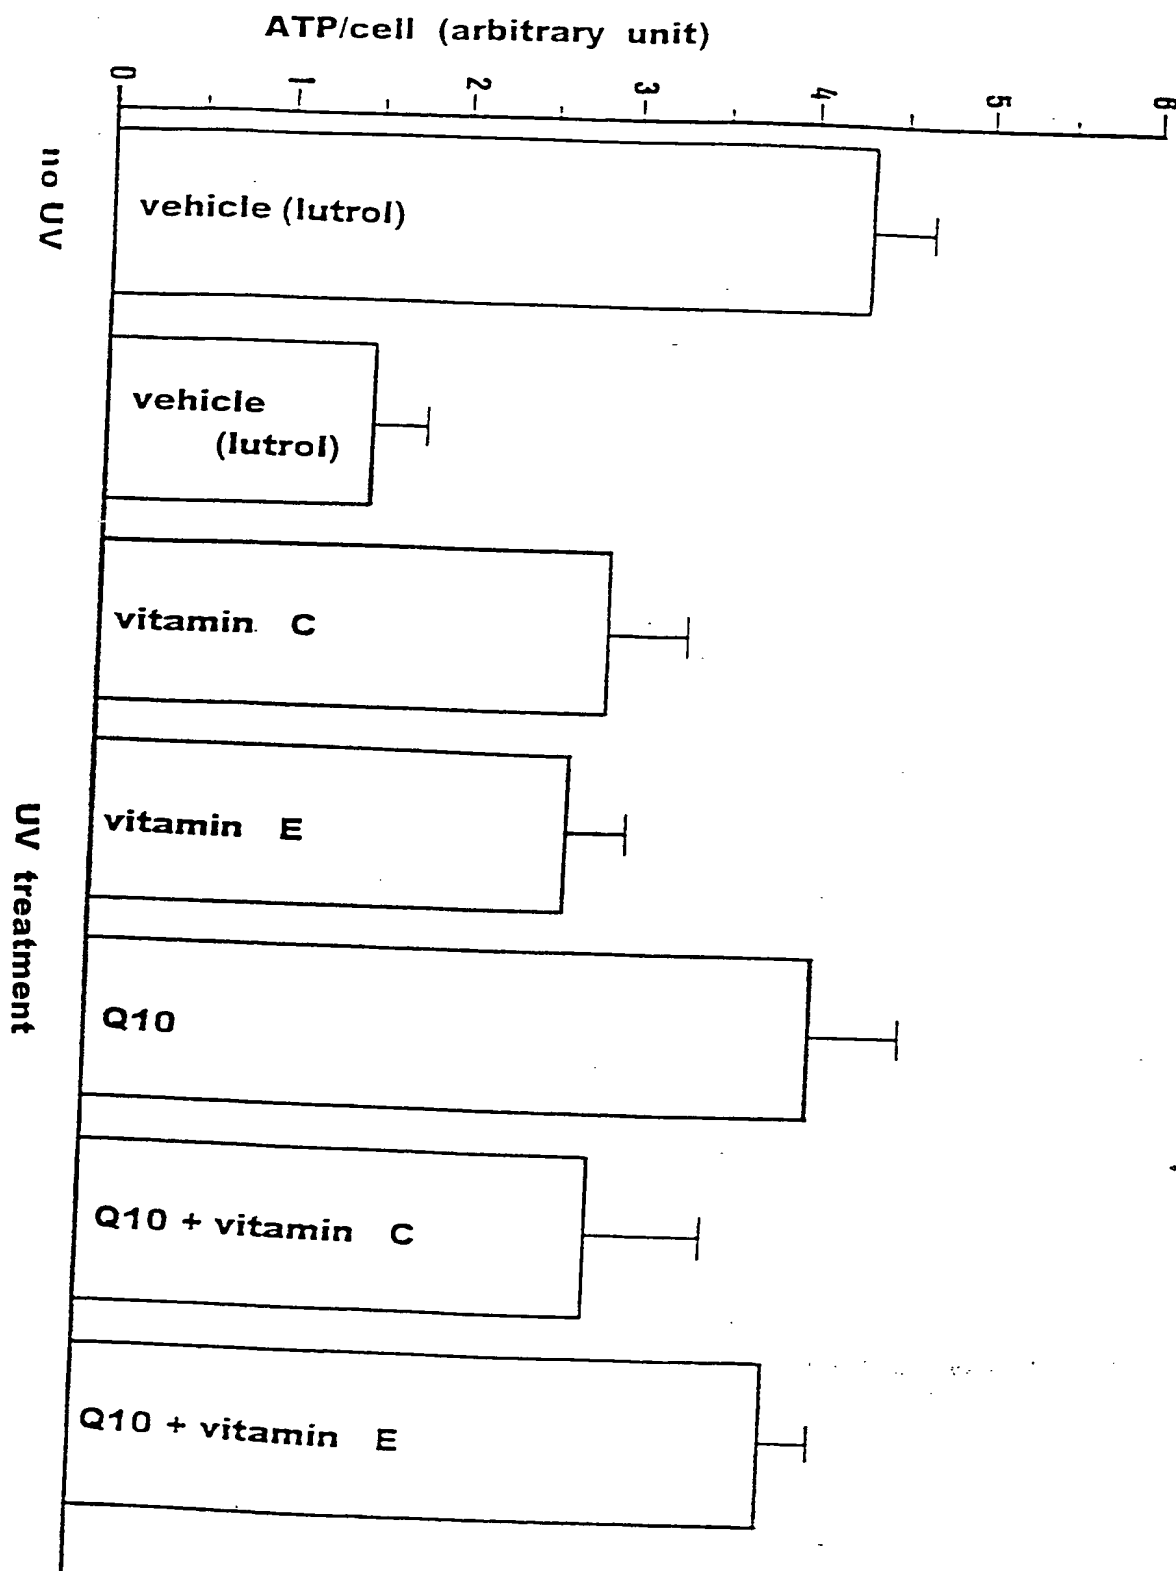 ATP/cell (arbitrary unit)
0
1
2
3
4
5
6
no UV
vehicle (lutrol)
vehicle
(lutrol)
vitamin C
vitamin E
Q10
Q10 + vitamin C
Q10 + vitamin E
UV treatment